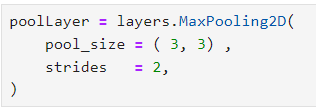 poolLayer = layers.MaxPooling2D(
    pool_size = ( 3, 3) ,
    strides   = 2,
)